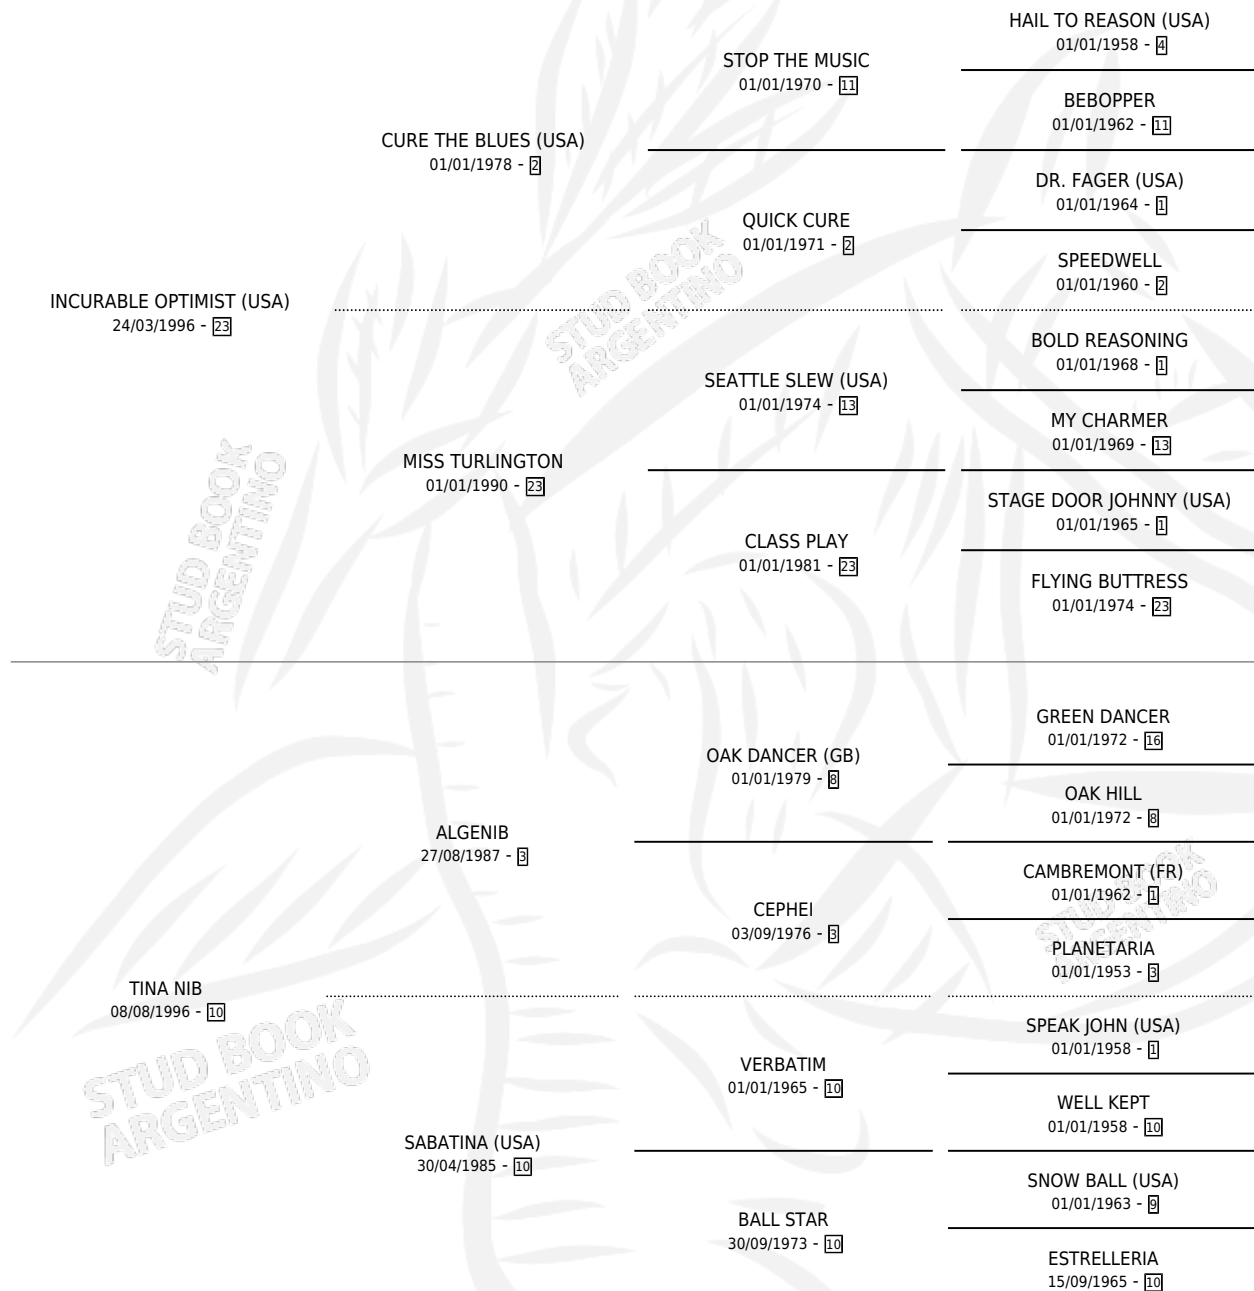 HAIL TO REASON (USA)
01/01/1958 - 4
STOP THE MUSIC
01/01/1970 - 11
BEBOPPER
01/01/1962 - 11
CURE THE BLUES (USA)
01/01/1978 - 2
DR. FAGER (USA)
01/01/1964 - 1
QUICK CURE
01/01/1971 - 2
SPEEDWELL
01/01/1960 - 2
INCURABLE OPTIMIST (USA)
24/03/1996 - 23
BOLD REASONING
01/01/1968 - 1
SEATTLE SLEW (USA)
01/01/1974 - 13
MY CHARMER
01/01/1969 - 13
MISS TURLINGTON
01/01/1990 - 23
STAGE DOOR JOHNNY (USA)
01/01/1965 - 1
CLASS PLAY
01/01/1981 - 23
FLYING BUTTRESS
01/01/1974 - 23
GREEN DANCER
01/01/1972 - 16
OAK DANCER (GB)
01/01/1979 - 8
OAK HILL
01/01/1972 - 8
ALGENIB
27/08/1987 - 3
CAMBREMONT (FR)
01/01/1962 - 1
CEPHEI
03/09/1976 - 3
PLANETARIA
01/01/1953 - 3
TINA NIB
08/08/1996 - 10
SPEAK JOHN (USA)
01/01/1958 - 1
VERBATIM
01/01/1965 - 10
WELL KEPT
01/01/1958 - 10
SABATINA (USA)
30/04/1985 - 10
SNOW BALL (USA)
01/01/1963 - 9
BALL STAR
30/09/1973 - 10
ESTRELLERIA
15/09/1965 - 10
STUD BOOK
ARGENTINO
STUD BOOK
ARGENTINO
STUD BOOK
ARGENTINO
STUD BOOK
ARGENTINO